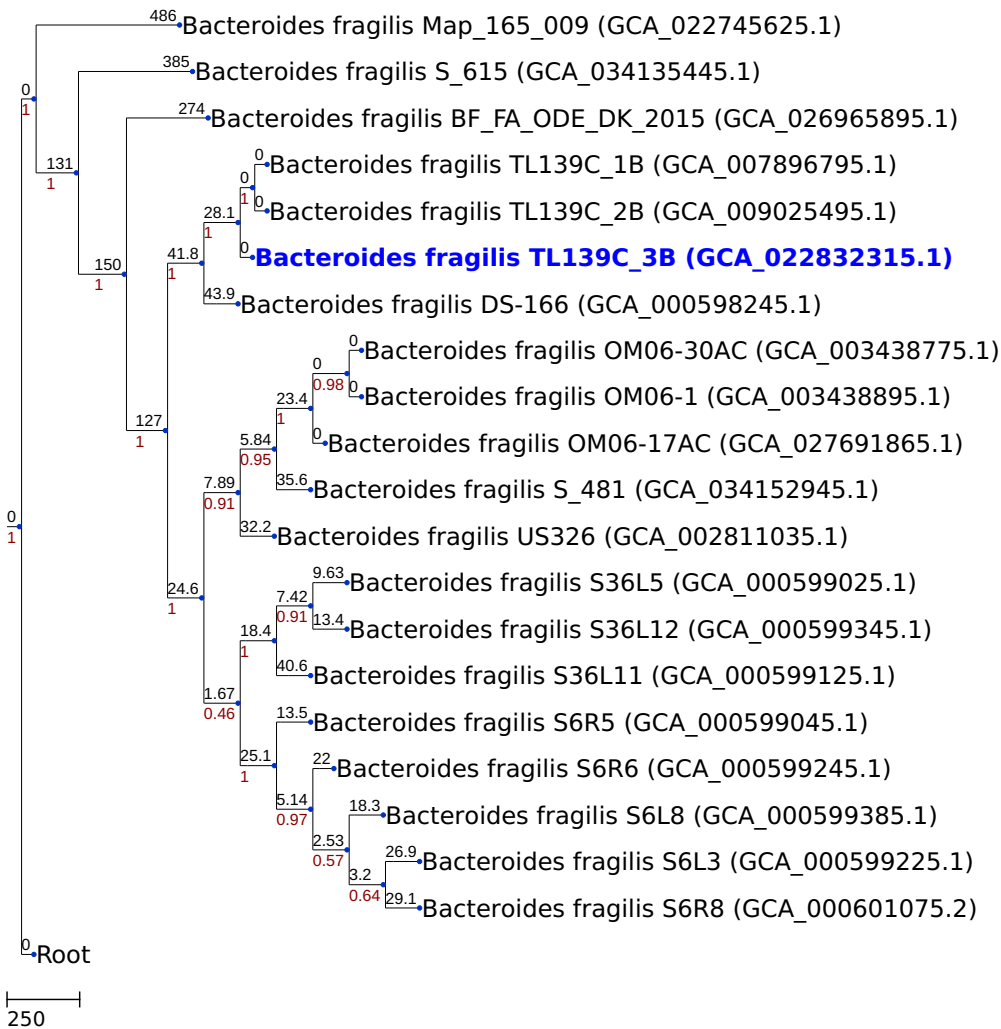 486 Bacteroides fragilis Map_165_009 (GCA_022745625.1)
385 Bacteroides fragilis S_615 (GCA_034135445.1)
0
1
274 Bacteroides fragilis BF_FA_ODE_DK_2015 (GCA_026965895.1)
0 Bacteroides fragilis TL139C_1B (GCA_007896795.1)
131
1
0
1
0 Bacteroides fragilis TL139C_2B (GCA_009025495.1)
28.1
1
0 Bacteroides fragilis TL139C_3B (GCA_022832315.1)
150
1
41.8
1
43.9 Bacteroides fragilis DS-166 (GCA_000598245.1)
0 Bacteroides fragilis OM06-30AC (GCA_003438775.1)
0
0.98
0 Bacteroides fragilis OM06-1 (GCA_003438895.1)
23.4
1
127
1
0 Bacteroides fragilis OM06-17AC (GCA_027691865.1)
5.84
0.95
35.6 Bacteroides fragilis S_481 (GCA_034152945.1)
7.89
0.91
0
1
32.2 Bacteroides fragilis US326 (GCA_002811035.1)
9.63 Bacteroides fragilis S36L5 (GCA_000599025.1)
24.6
1
7.42
0.91
13.4 Bacteroides fragilis S36L12 (GCA_000599345.1)
18.4
1
40.6 Bacteroides fragilis S36L11 (GCA_000599125.1)
1.67
0.46
13.5 Bacteroides fragilis S6R5 (GCA_000599045.1)
25.1
1
22 Bacteroides fragilis S6R6 (GCA_000599245.1)
5.14
0.97
18.3 Bacteroides fragilis S6L8 (GCA_000599385.1)
2.53
0.57
26.9 Bacteroides fragilis S6L3 (GCA_000599225.1)
3.2
0.64
29.1 Bacteroides fragilis S6R8 (GCA_000601075.2)
0 Root
250